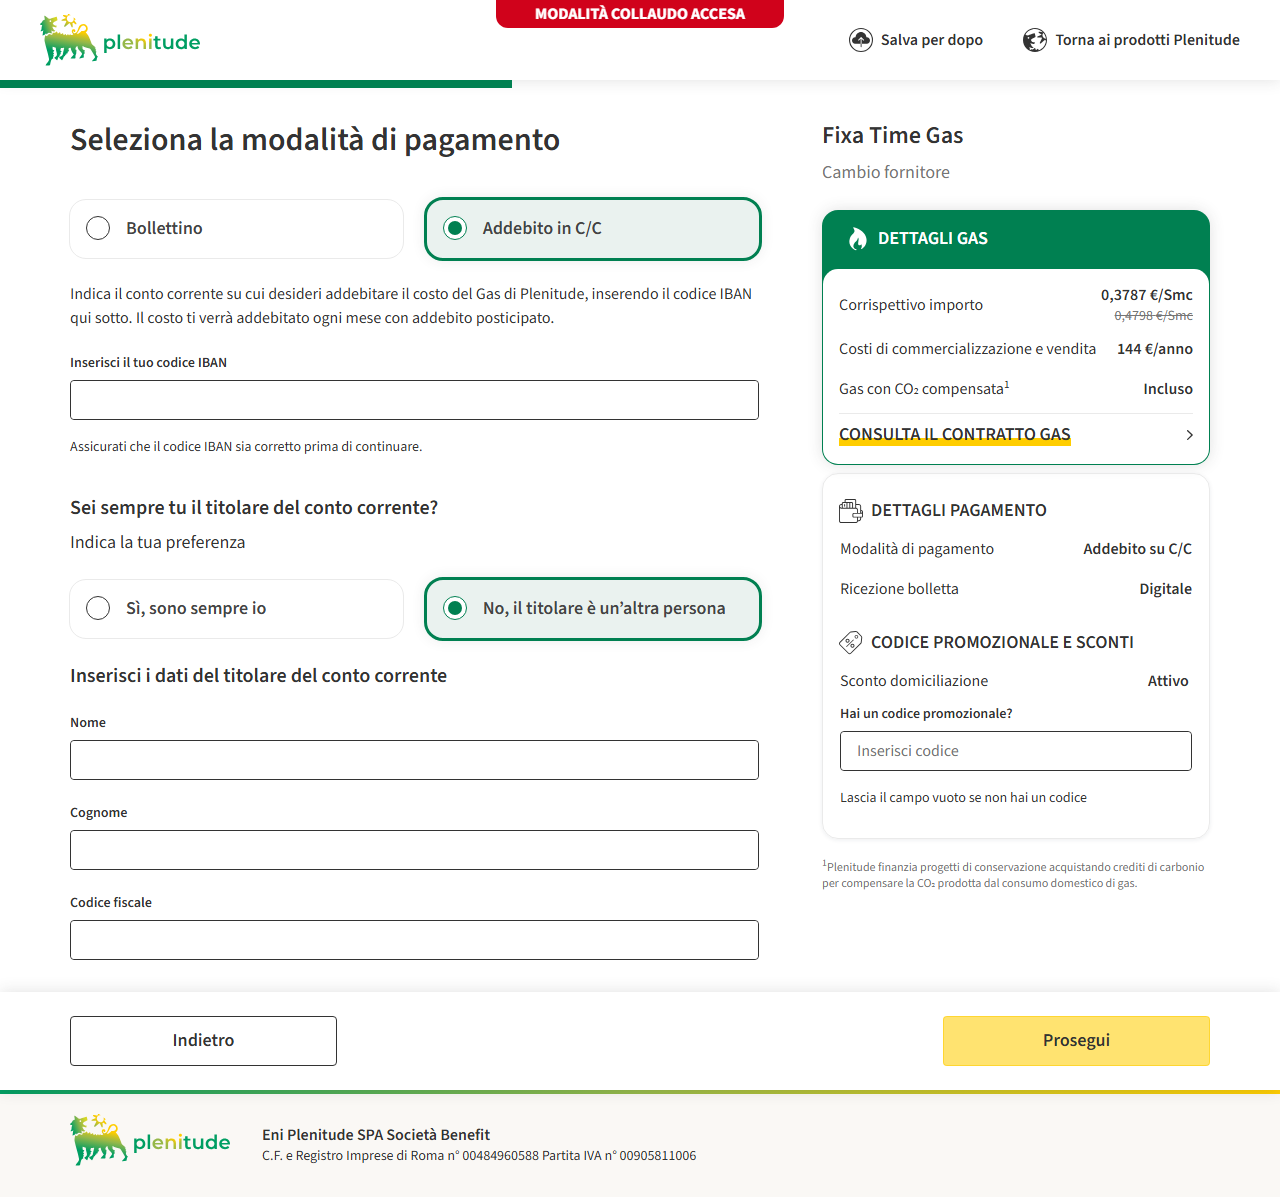 MODALITÀ COLLAUDO ACCESA
plenitude
Salva per dopo
Torna ai prodotti Plenitude
Seleziona la modalità di pagamento
Bollettino
Addebito in C/C
Indica il conto corrente su cui desideri addebitare il costo del Gas di Plenitude, inserendo il codice IBAN
qui sotto. Il costo ti verrà addebitato ogni mese con addebito posticipato.
Inserisci il tuo codice IBAN
Assicurati che il codice IBAN sia corretto prima di continuare.
Sei sempre tu il titolare del conto corrente?
Indica la tua preferenza
Sì, sono sempre io
No, il titolare è un’altra persona
Inserisci i dati del titolare del conto corrente
Nome
Cognome
Codice fiscale
Fixa Time Gas
Cambio fornitore
DETTAGLI GAS
Corrispettivo importo
0,3787 €/Smc
0,4798 €/Smc
Costi di commercializzazione e vendita
144 €/anno
Gas con CO₂ compensata¹
Incluso
CONSULTA IL CONTRATTO GAS
DETTAGLI PAGAMENTO
Modalità di pagamento
Addebito su C/C
Ricezione bolletta
Digitale
CODICE PROMOZIONALE E SCONTI
Sconto domiciliazione
Attivo
Hai un codice promozionale?
Inserisci codice
Lascia il campo vuoto se non hai un codice
¹Plenitude finanzia progetti di conservazione acquistando crediti di carbonio
per compensare la CO₂ prodotta dal consumo domestico di gas.
Indietro
Prosegui
plenitude
Eni Plenitude SPA Società Benefit
C.F. e Registro Imprese di Roma n° 00484960588 Partita IVA n° 00905811006